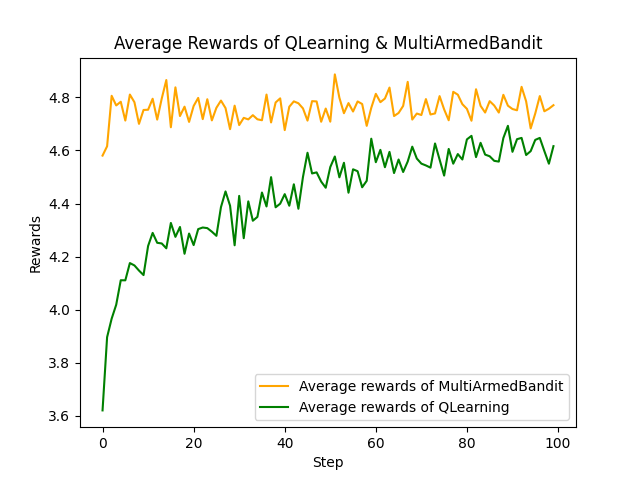 Average Rewards of QLearning & MultiArmedBandit
Rewards
4.8
4.6
4.4
4.2
4.0
3.8
3.6
Average rewards of MultiArmedBandit
Average rewards of QLearning
0 20 40 60 80 100
Step